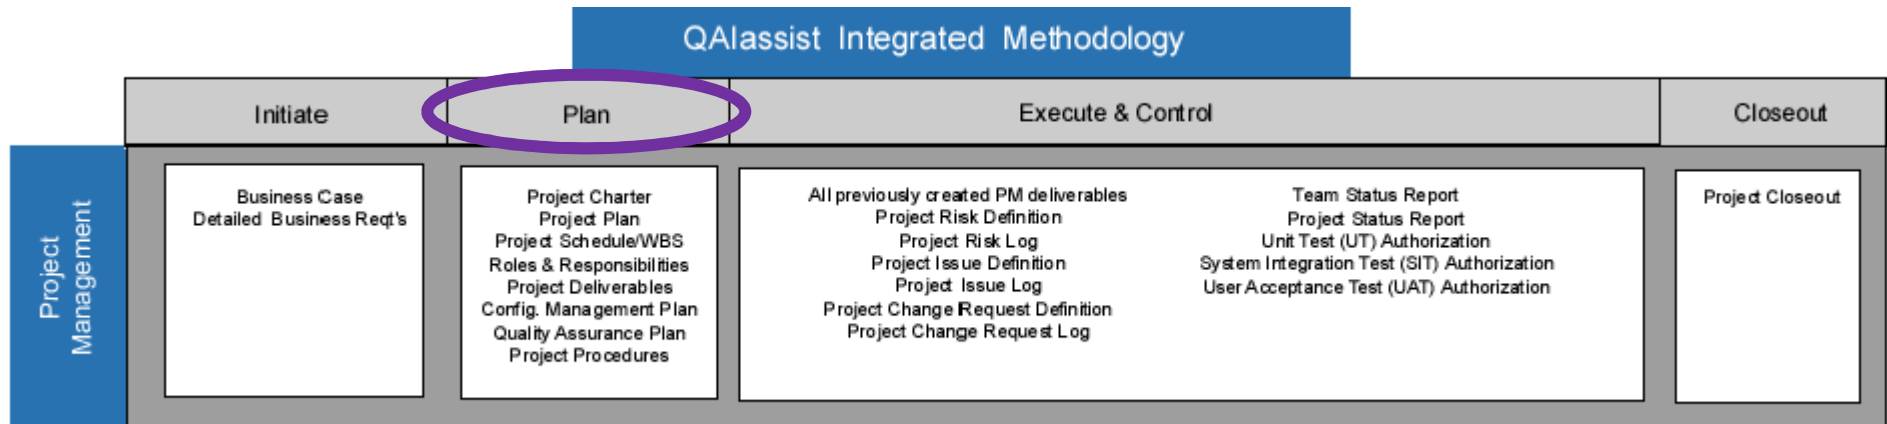 QAIassist Integrated Methodology
Initiate
Plan
Execute & Control
Closeout
Project
Management
Business Case
Detailed Business Reqt's
Project Charter
Project Plan
Project Schedule/WBS
Roles & Responsibilities
Project Deliverables
Config. Management Plan
Quality Assurance Plan
Project Procedures
All previously created PM deliverables
Project Risk Definition
Project Risk Log
Project Issue Definition
Project Issue Log
Project Change Request Definition
Project Change Request Log
Team Status Report
Project Status Report
Unit Test (UT) Authorization
System Integration Test (SIT) Authorization
User Acceptance Test (UAT) Authorization
Project Closeout